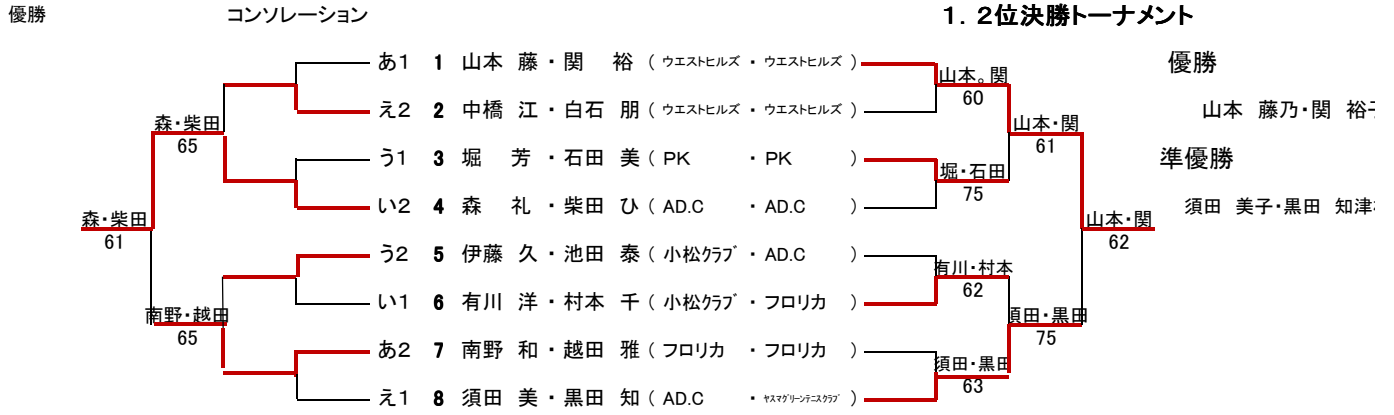 優勝 コンソレーション 1. 2位決勝トーナメント
あ1 1 山本 藤・関 裕 ( ウエストヒルズ ・ ウエストヒルズ ) 優勝
山本。関
60
え2 2 中橋 江・白石 朋 ( ウエストヒルズ ・ ウエストヒルズ ) 山本 藤乃・関 裕子
森・柴田 山本・関
65 61
う1 3 堀 芳・石田 美 ( PK ・ PK ) 準優勝
堀・石田
75
い2 4 森 礼・柴田 ひ ( AD.C ・ AD.C ) 須田 美子・黒田 知津
森・柴田 山本・関
61 62
う2 5 伊藤 久・池田 泰 ( 小松クラブ ・ AD.C )
有川・村本
62
い1 6 有川 洋・村本 千 ( 小松クラブ ・ フロリカ )
南野・越田 須田・黒田
65 75
あ2 7 南野 和・越田 雅 ( フロリカ ・ フロリカ )
須田・黒田
63
え1 8 須田 美・黒田 知 ( AD.C ・ ヤスマグリーンテニスクラブ )